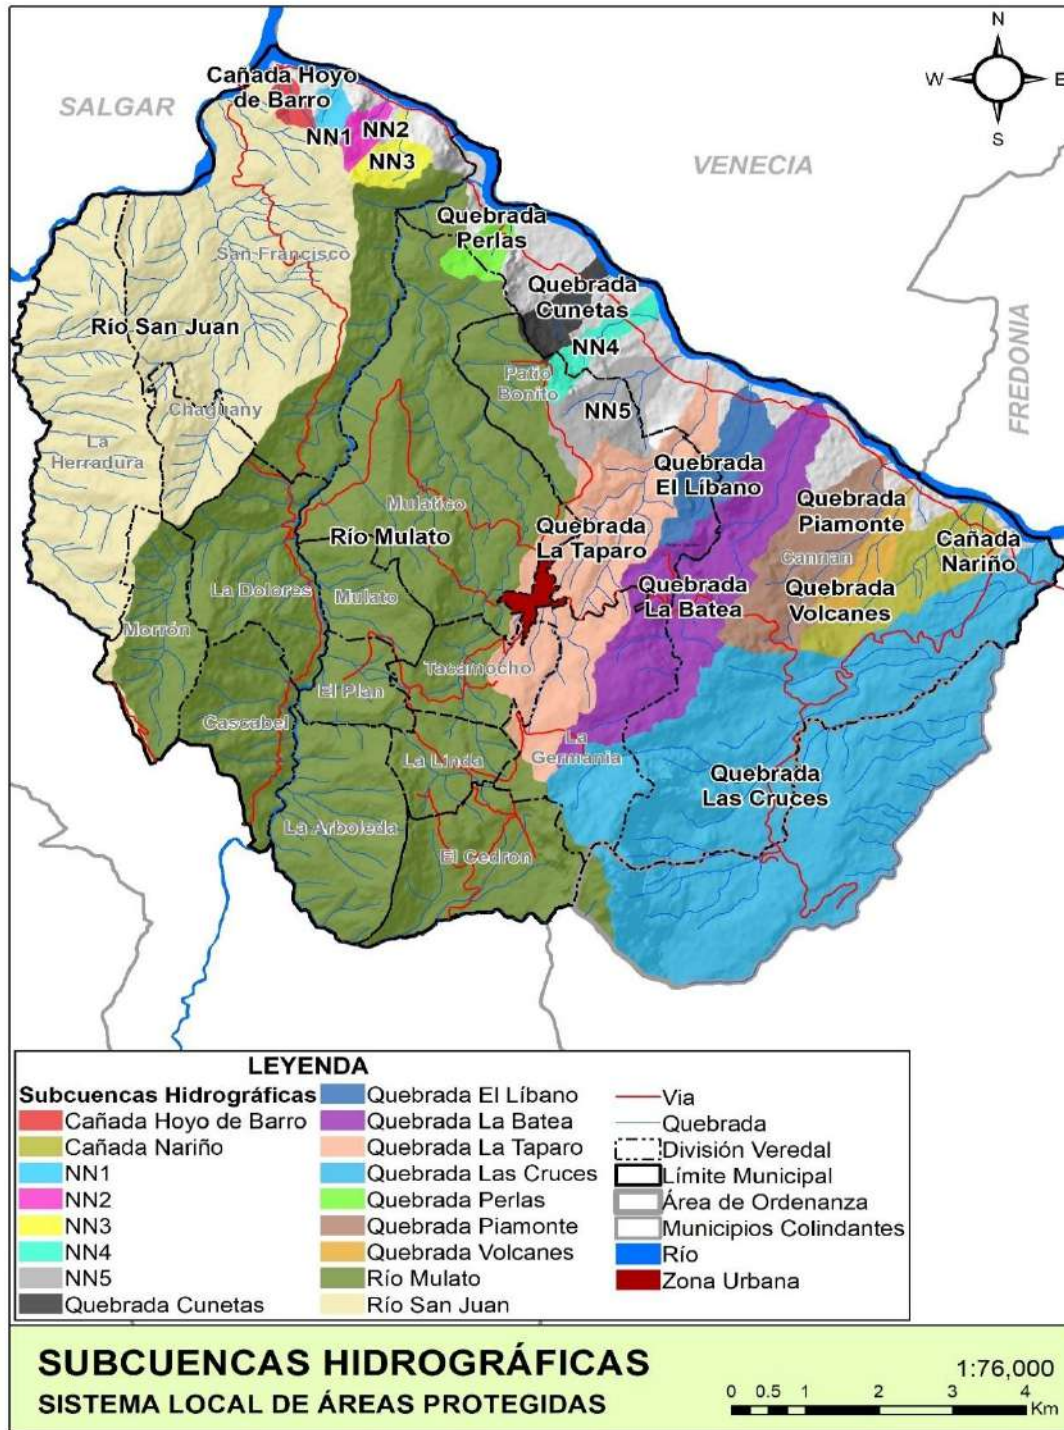 N
W
E
S
SALGAR
VENECIA
FREDONIA
Cañada Hoyo
de Barro
NN1
NN2
NN3
Quebrada
Perlas
San Francisco
Quebrada
Cunetas
Río San Juan
NN4
Patio
Bonito
Chaguany
NN5
La
Herradura
Quebrada
El Líbano
Mulatico
Quebrada
Piamonte
Río Mulato
Quebrada
La Taparo
Cannan
Cañada
Nariño
La Dolores
Mulato
Quebrada
La Batea
Quebrada
Volcanes
Morrón
Tacamocho
El Plan
Cascabel
La
Germania
La Linda
Quebrada
Las Cruces
La Arboleda
El Cedron
LEYENDA
Subcuencas Hidrográficas
Cañada Hoyo de Barro
Cañada Nariño
NN1
NN2
NN3
NN4
NN5
Quebrada Cunetas
Quebrada El Líbano
Quebrada La Batea
Quebrada La Taparo
Quebrada Las Cruces
Quebrada Perlas
Quebrada Piamonte
Quebrada Volcanes
Río Mulato
Río San Juan
Via
Quebrada
División Veredal
Límite Municipal
Área de Ordenanza
Municipios Colindantes
Río
Zona Urbana
SUBCUENCAS HIDROGRÁFICAS
SISTEMA LOCAL DE ÁREAS PROTEGIDAS
1:76,000
0 0.5 1 2 3 4
Km